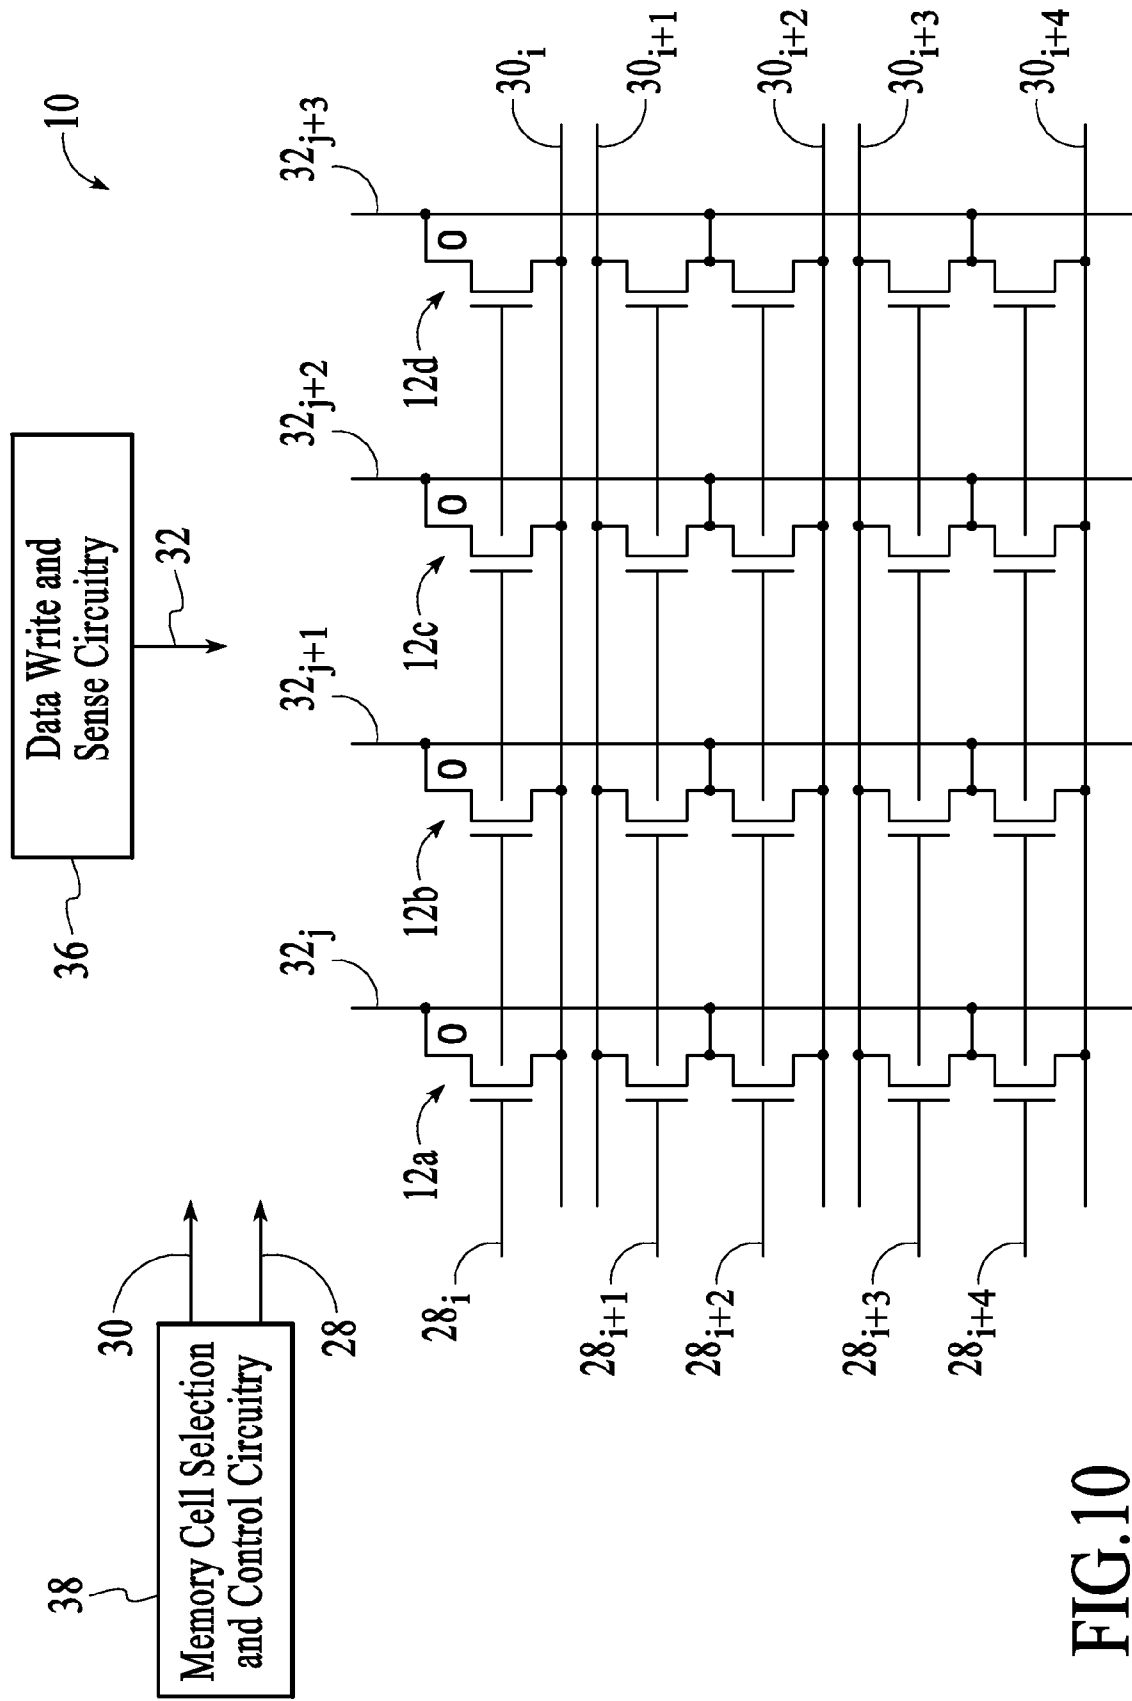 10
Data Write and
Sense Circuitry
36
32
Memory Cell Selection
and Control Circuitry
38
30
28
32j
32j+1
32j+2
32j+3
12a
0
12b
0
12c
0
12d
0
28i
30i
28i+1
30i+1
28i+2
30i+2
28i+3
30i+3
28i+4
30i+4
FIG.10